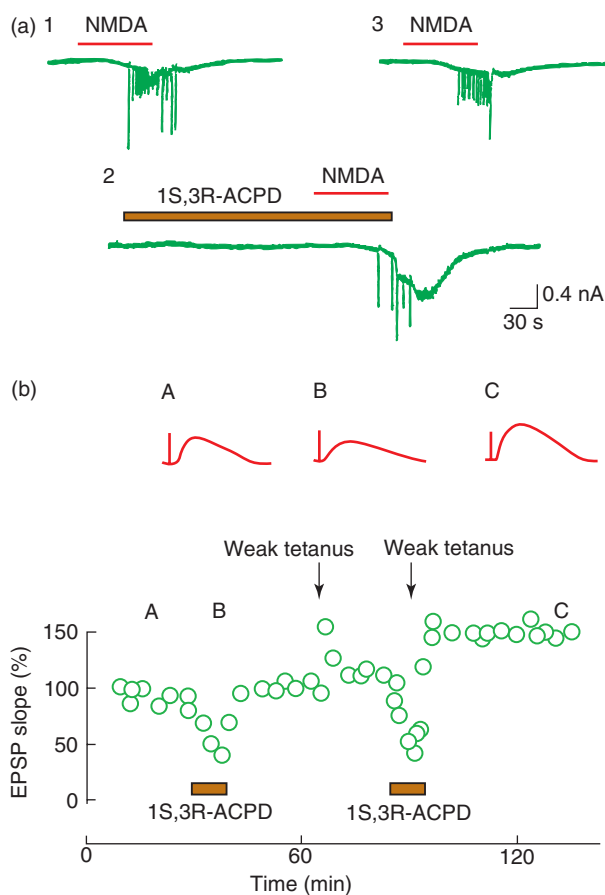 (a)
1 NMDA
3 NMDA
2 1S,3R-ACPD NMDA
0.4 nA
30 s
(b)
A B C
Weak tetanus Weak tetanus
A B C
150
100
50
0
EPSP slope (%)
1S,3R-ACPD 1S,3R-ACPD
0 60 120
Time (min)